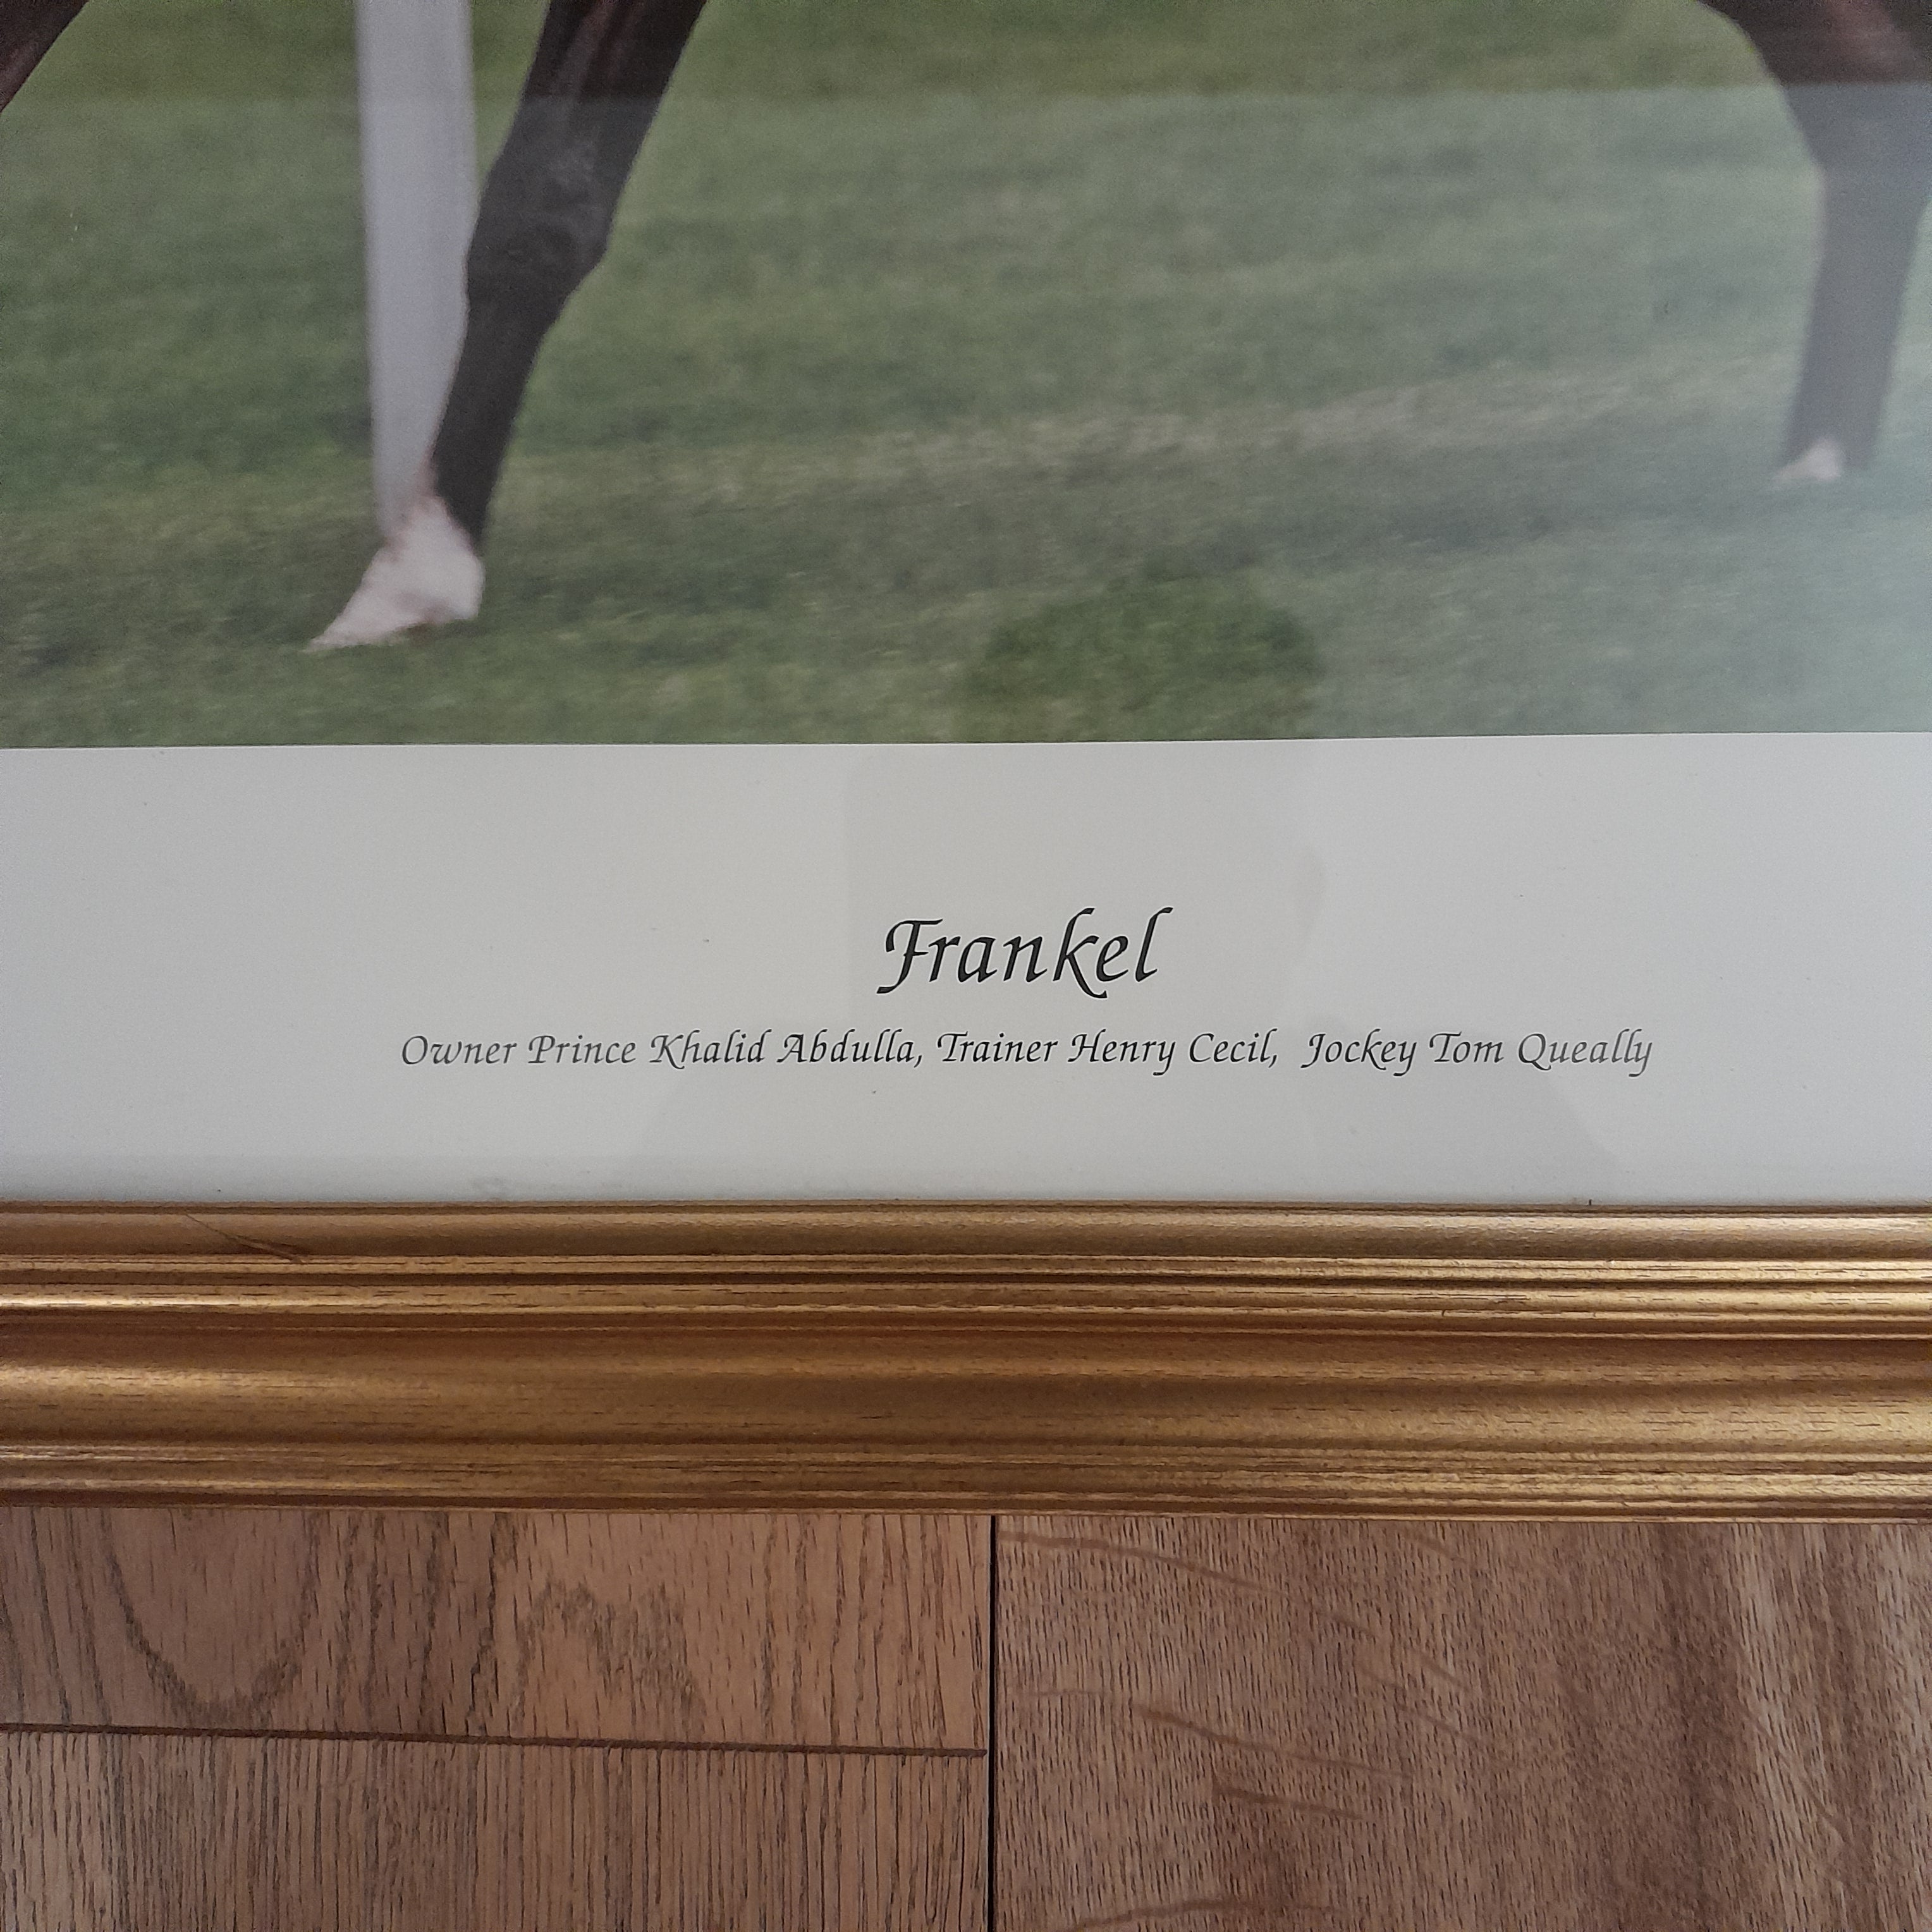 Frankel
Owner Prince Khalid Abdulla, Trainer Henry Cecil, Jockey Tom Queally